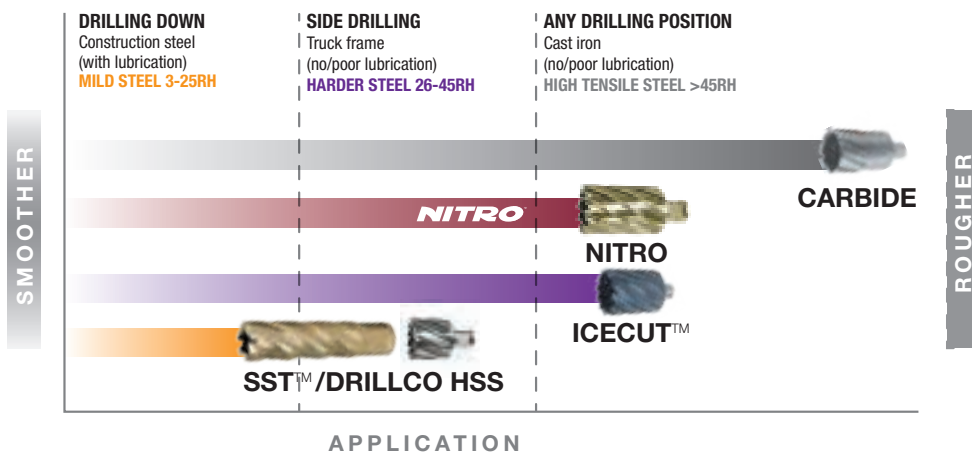 DRILLING DOWN
Construction steel
(with lubrication)
MILD STEEL 3-25RH
SIDE DRILLING
Truck frame
(no/poor lubrication)
HARDER STEEL 26-45RH
ANY DRILLING POSITION
Cast iron
(no/poor lubrication)
HIGH TENSILE STEEL >45RH
SMOOTHER
ROUGHER
CARBIDE
NITRO
NITRO
ICECUT™
SST™/DRILLCO HSS
APPLICATION